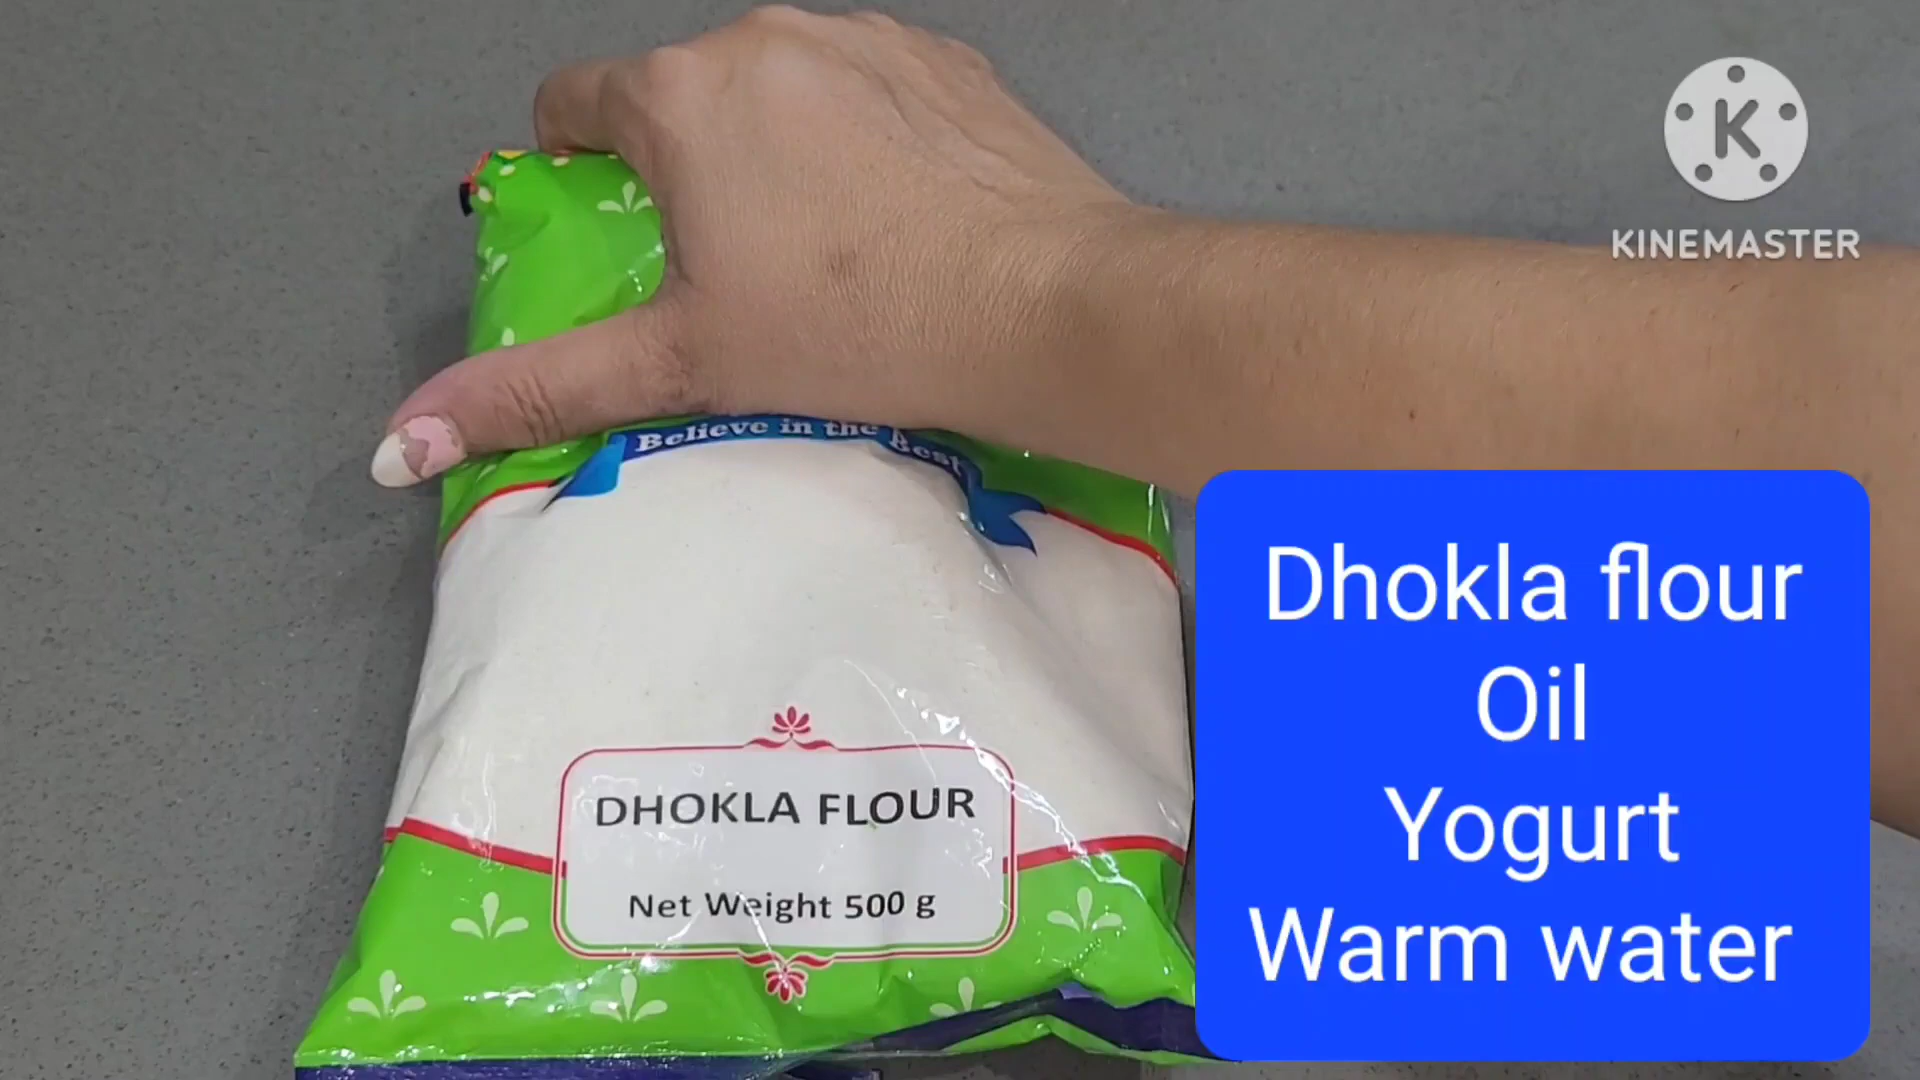 K
KINEMASTER
Believe in the Best
DHOKLA FLOUR
Net Weight 500 g
Dhokla flour
Oil
Yogurt
Warm water